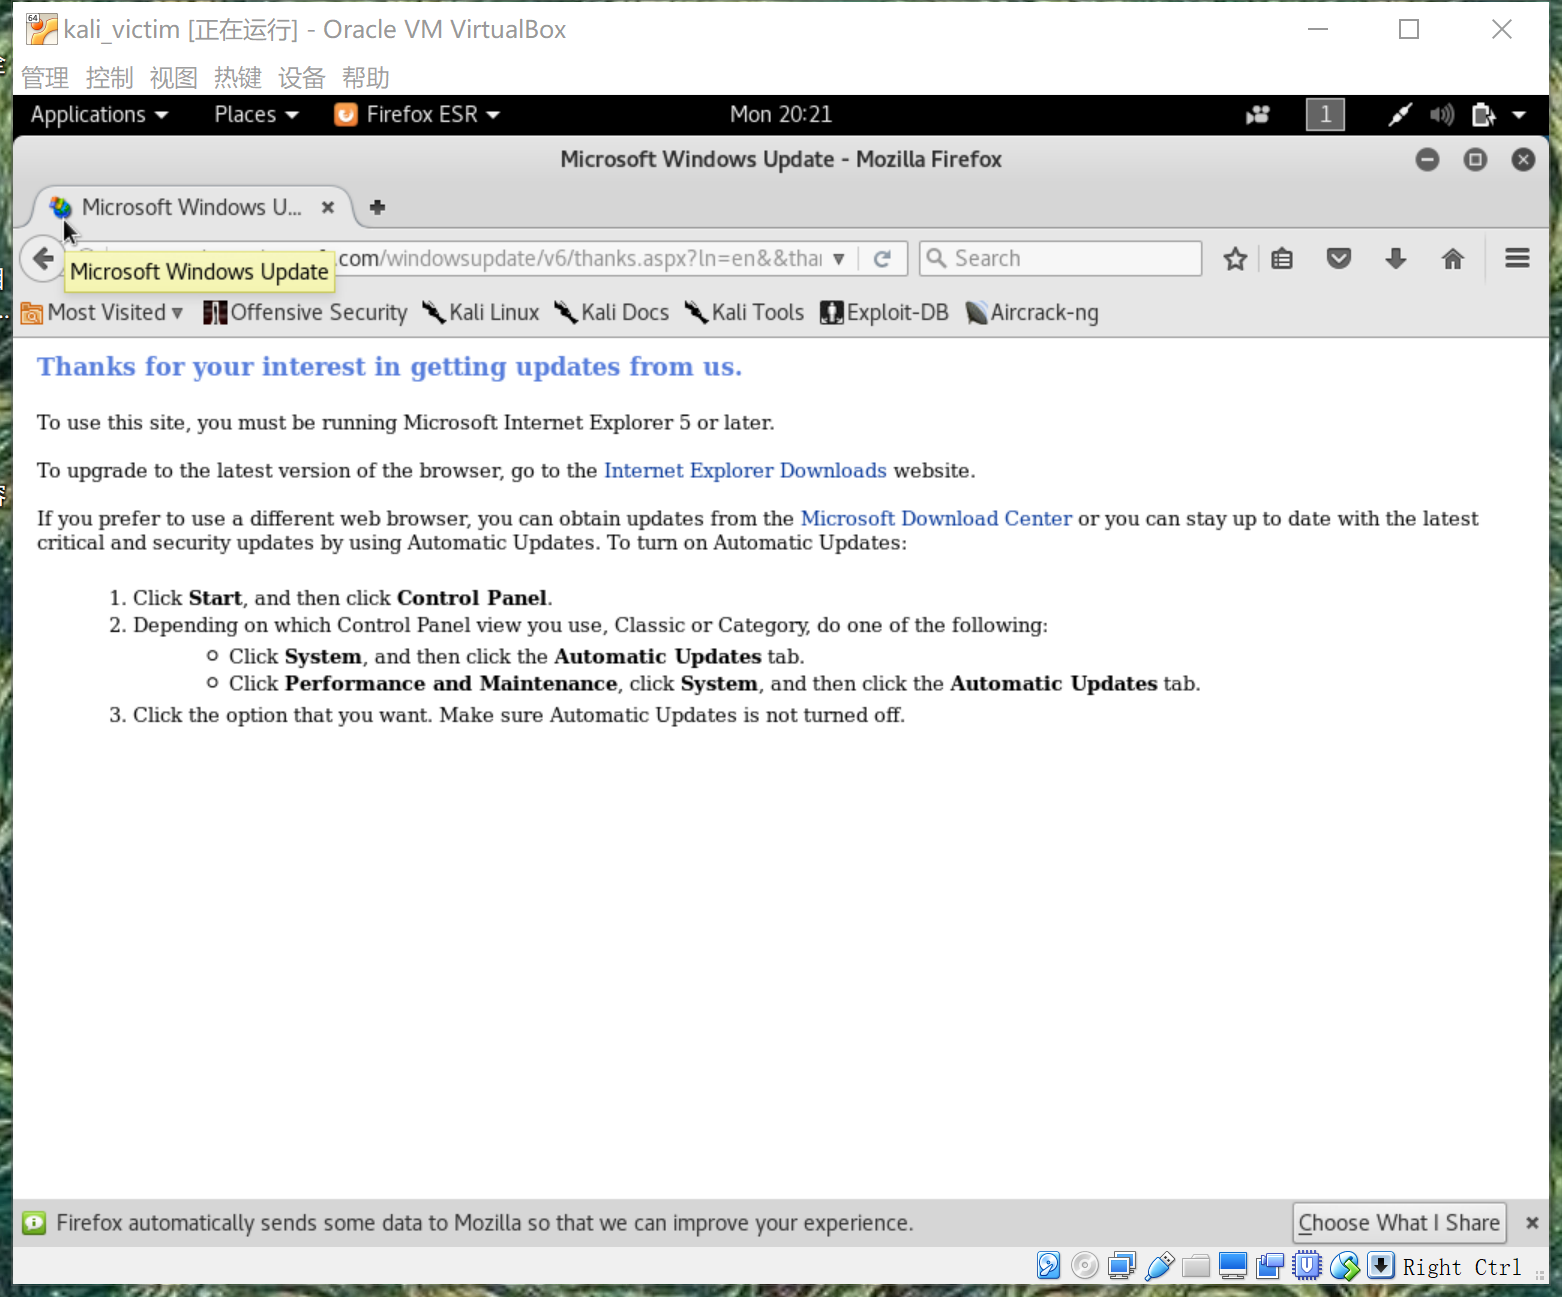 kali_victim [正在运行] - Oracle VM VirtualBox
管理 控制 视图 热键 设备 帮助
Applications Places Firefox ESR Mon 20:21 1
Microsoft Windows Update - Mozilla Firefox
Microsoft Windows U...
.com/windowsupdate/v6/thanks.aspx?ln=en&&thai Search
Microsoft Windows Update
Most Visited Offensive Security Kali Linux Kali Docs Kali Tools Exploit-DB Aircrack-ng
Thanks for your interest in getting updates from us.
To use this site, you must be running Microsoft Internet Explorer 5 or later.
To upgrade to the latest version of the browser, go to the Internet Explorer Downloads website.
If you prefer to use a different web browser, you can obtain updates from the Microsoft Download Center or you can stay up to date with the latest
critical and security updates by using Automatic Updates. To turn on Automatic Updates:
1. Click Start, and then click Control Panel.
2. Depending on which Control Panel view you use, Classic or Category, do one of the following:
Click System, and then click the Automatic Updates tab.
Click Performance and Maintenance, click System, and then click the Automatic Updates tab.
3. Click the option that you want. Make sure Automatic Updates is not turned off.
Firefox automatically sends some data to Mozilla so that we can improve your experience. Choose What I Share
Right Ctrl